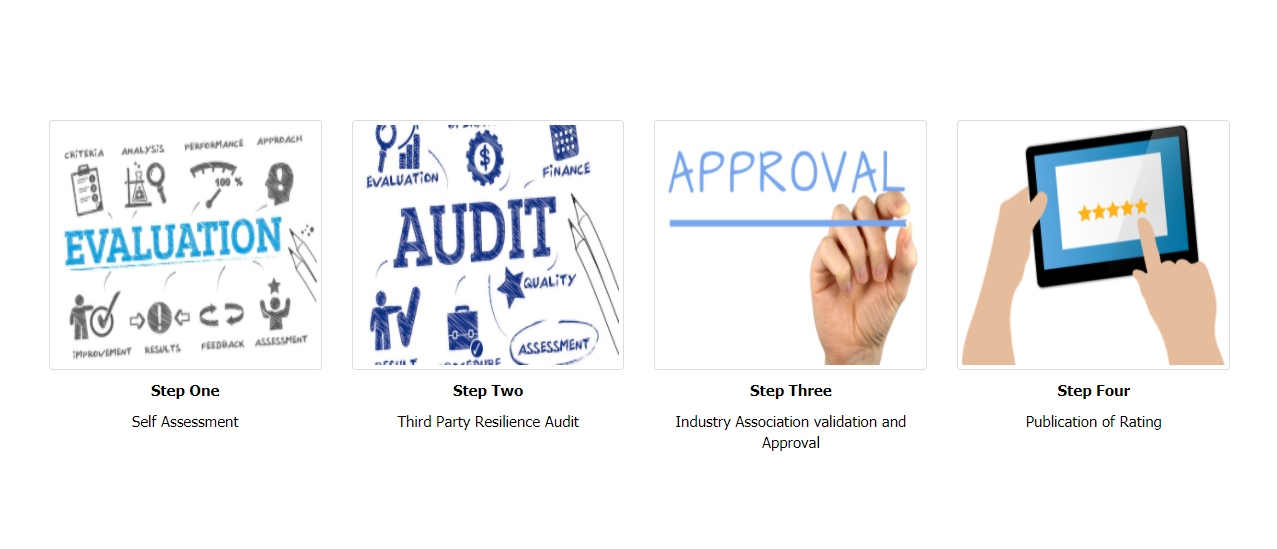 CRITERIA
ANALYSIS
PERFORMANCE
APPROACH
100 %
EVALUATION
IMPROVEMENT
RESULTS
FEEDBACK
ASSESSMENT
EVALUATION
FINANCE
AUDIT
QUALITY
ASSESSMENT
APPROVAL
Step One
Step Two
Step Three
Step Four
Self Assessment
Third Party Resilience Audit
Industry Association validation and
Approval
Publication of Rating